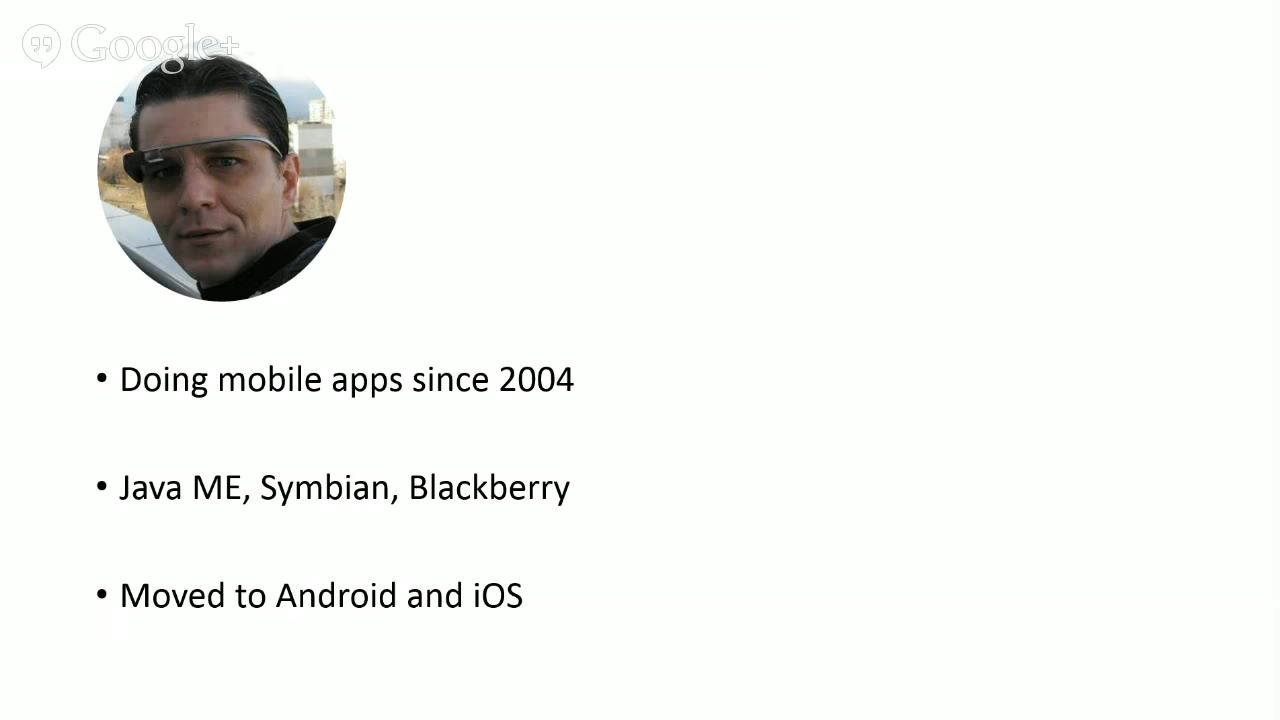 Google+
• Doing mobile apps since 2004
• Java ME, Symbian, Blackberry
• Moved to Android and iOS